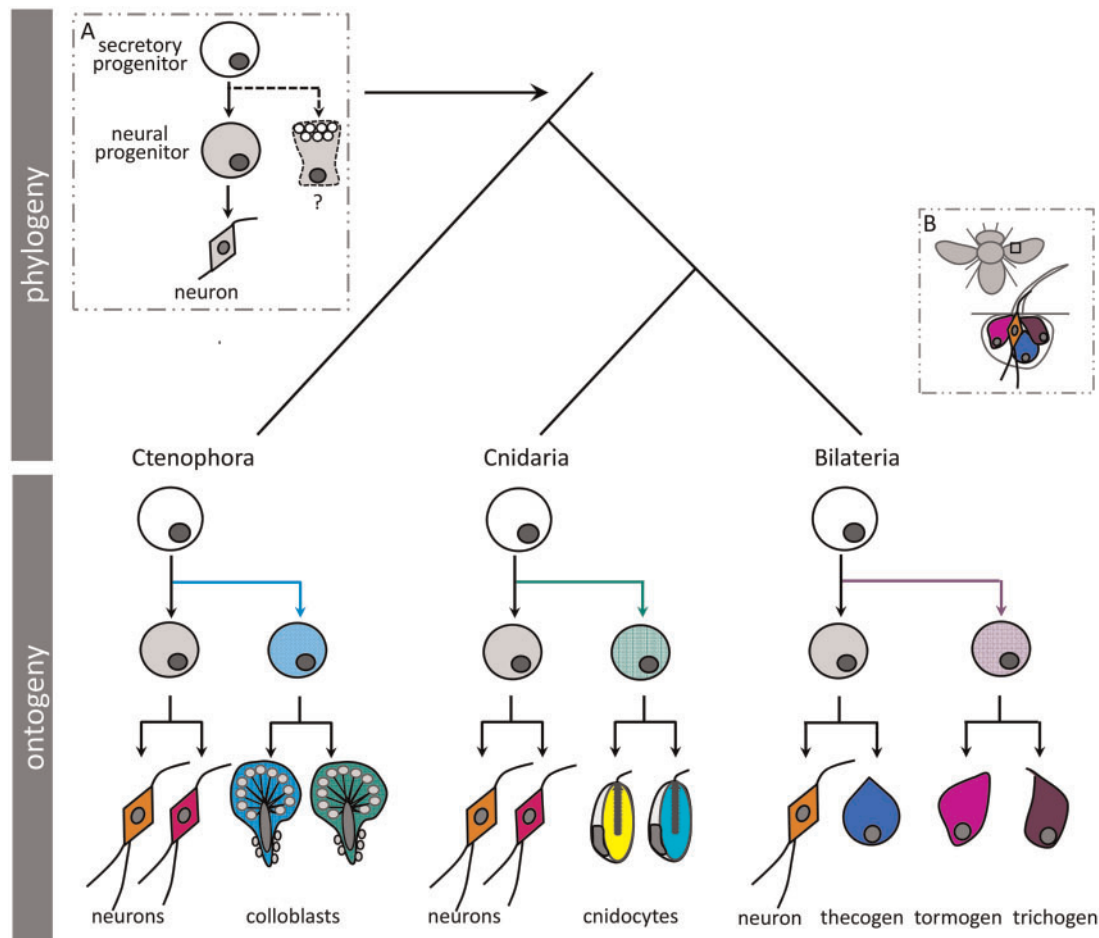 phylogeny
A
secretory
progenitor
neural
progenitor
?
neuron
B
Ctenophora
Cnidaria
Bilateria
ontogeny
neurons
colloblasts
neurons
cnidocytes
neuron
thecogen
tormogen
trichogen